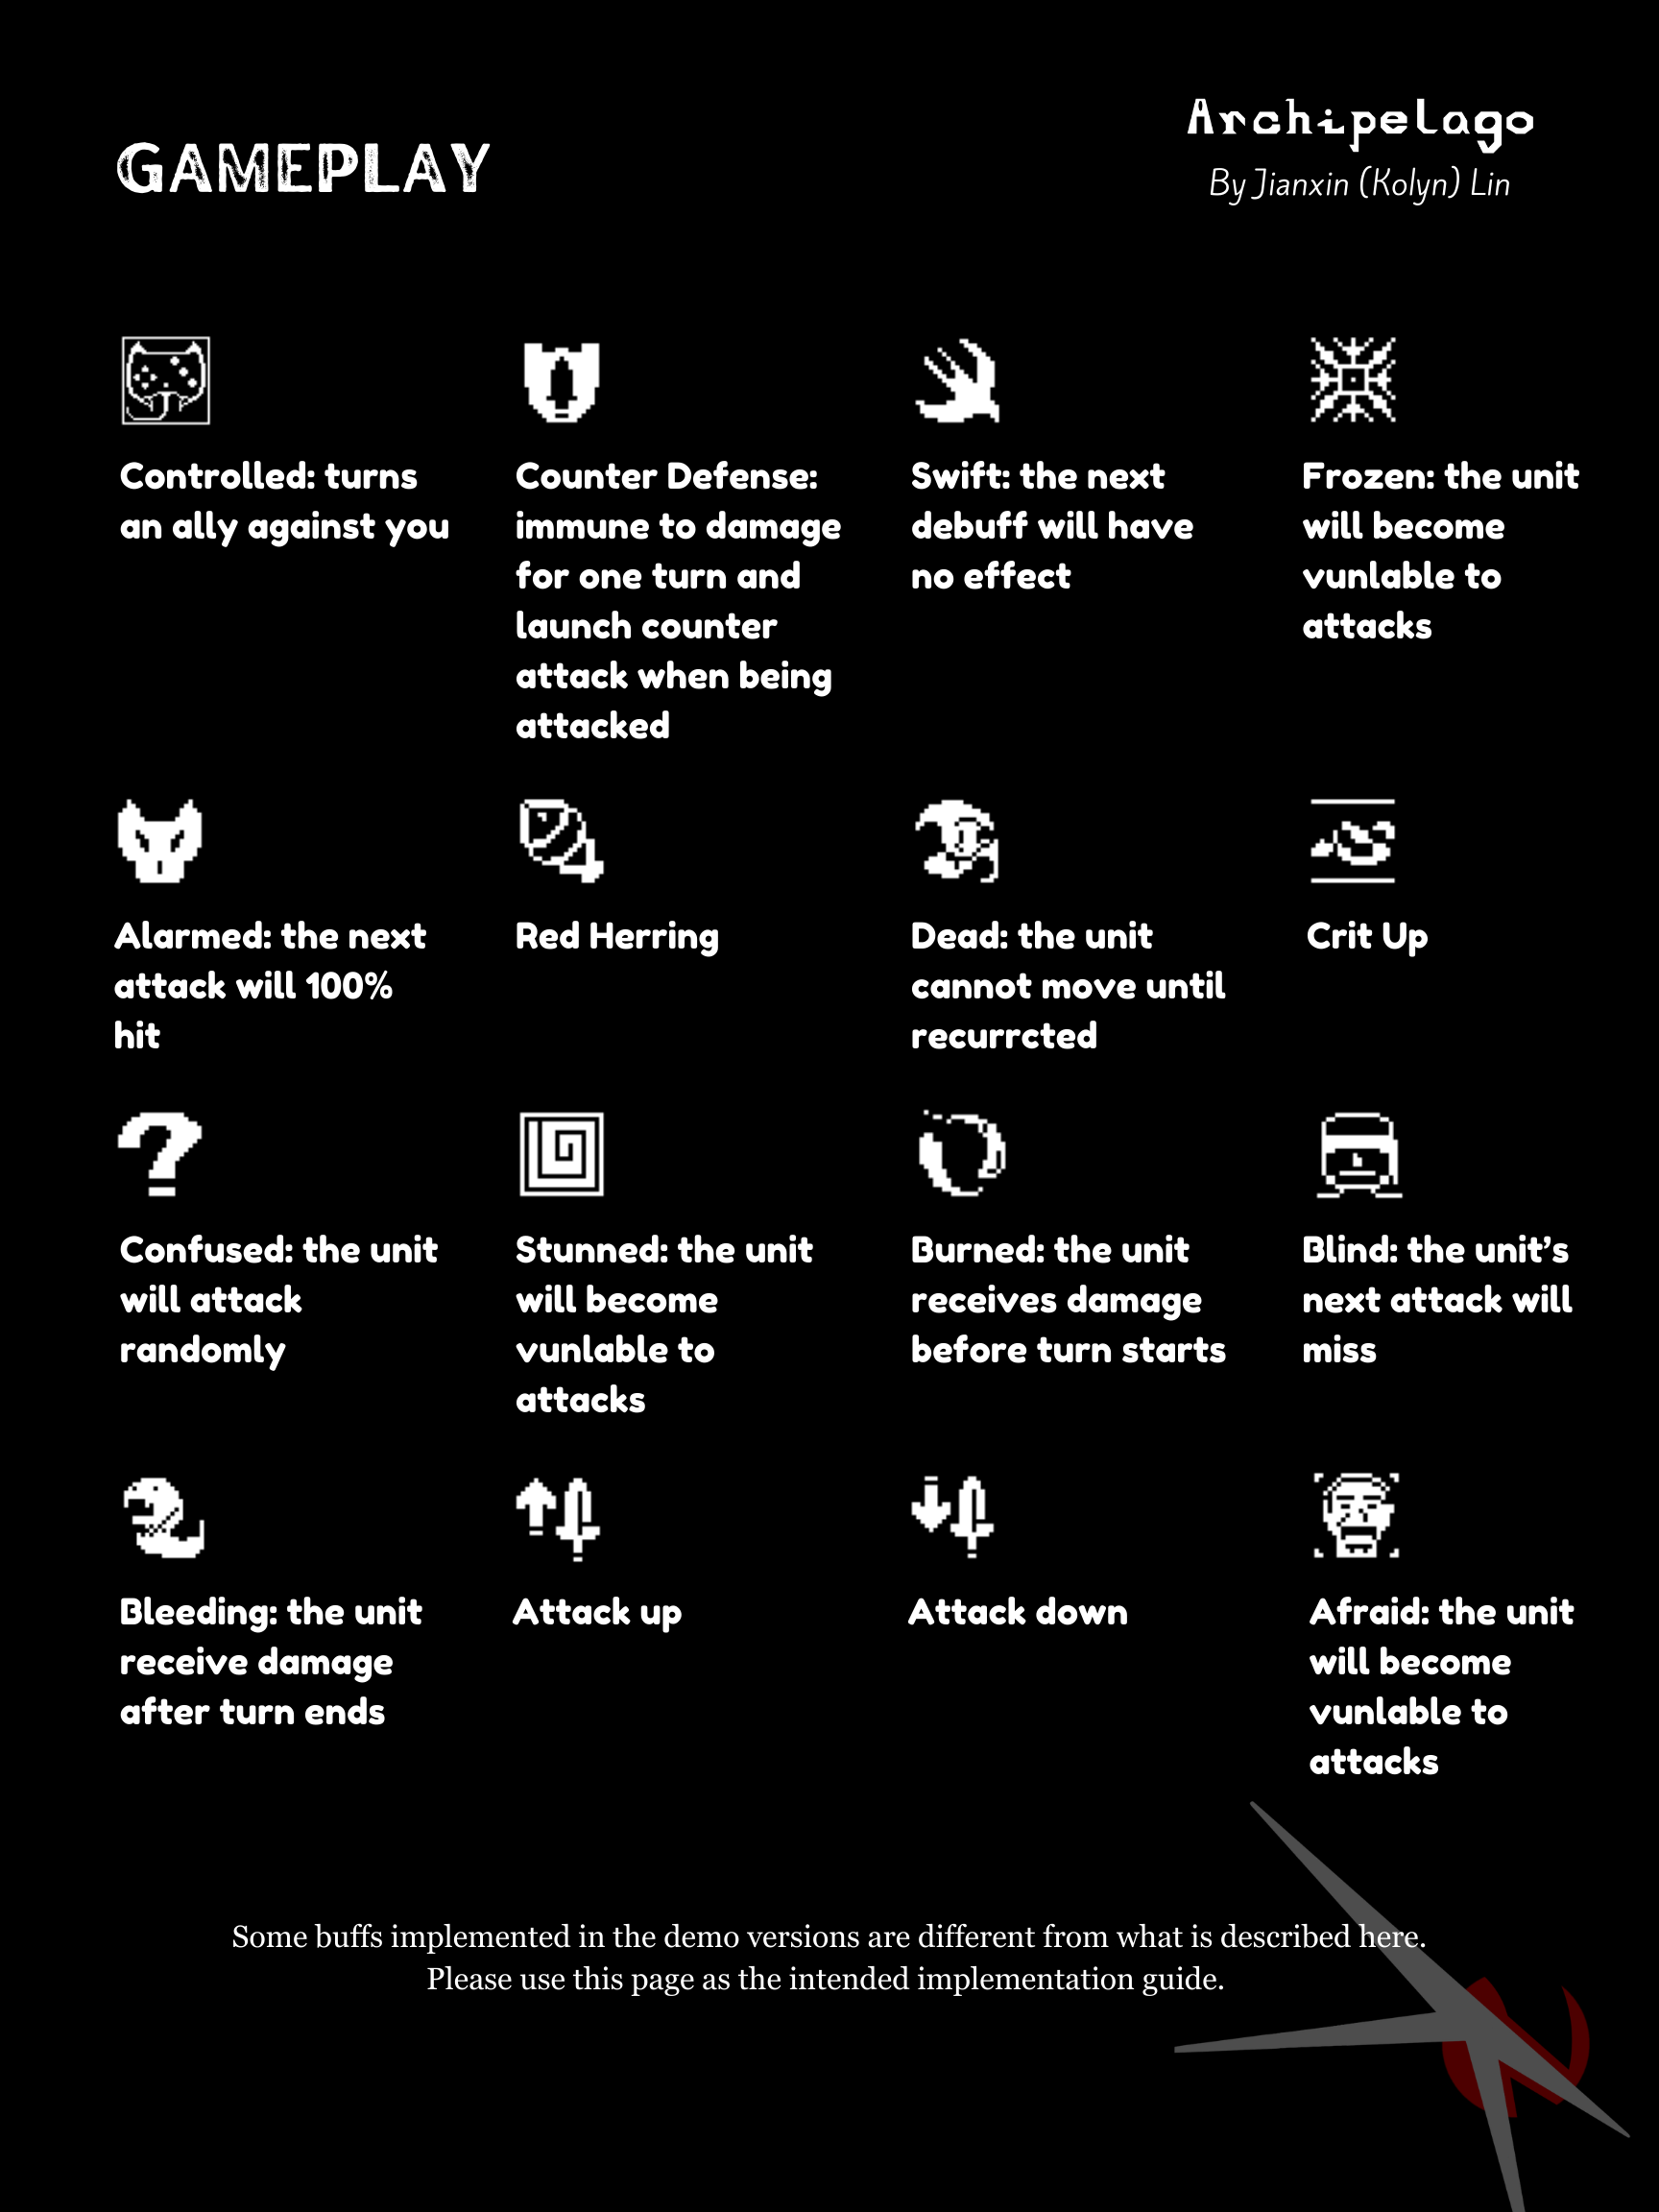 GAMEPLAY
Archipelago
By Jianxin (Kolyn) Lin
Controlled: turns
an ally against you
Counter Defense:
immune to damage
for one turn and
launch counter
attack when being
attacked
Swift: the next
debuff will have
no effect
Frozen: the unit
will become
vunlable to
attacks
Alarmed: the next
attack will 100%
hit
Red Herring
Dead: the unit
cannot move until
recurrcted
Crit Up
Confused: the unit
will attack
randomly
Stunned: the unit
will become
vunlable to
attacks
Burned: the unit
receives damage
before turn starts
Blind: the unit’s
next attack will
miss
Bleeding: the unit
receive damage
after turn ends
Attack up
Attack down
Afraid: the unit
will become
vunlable to
attacks
Some buffs implemented in the demo versions are different from what is described here.
Please use this page as the intended implementation guide.